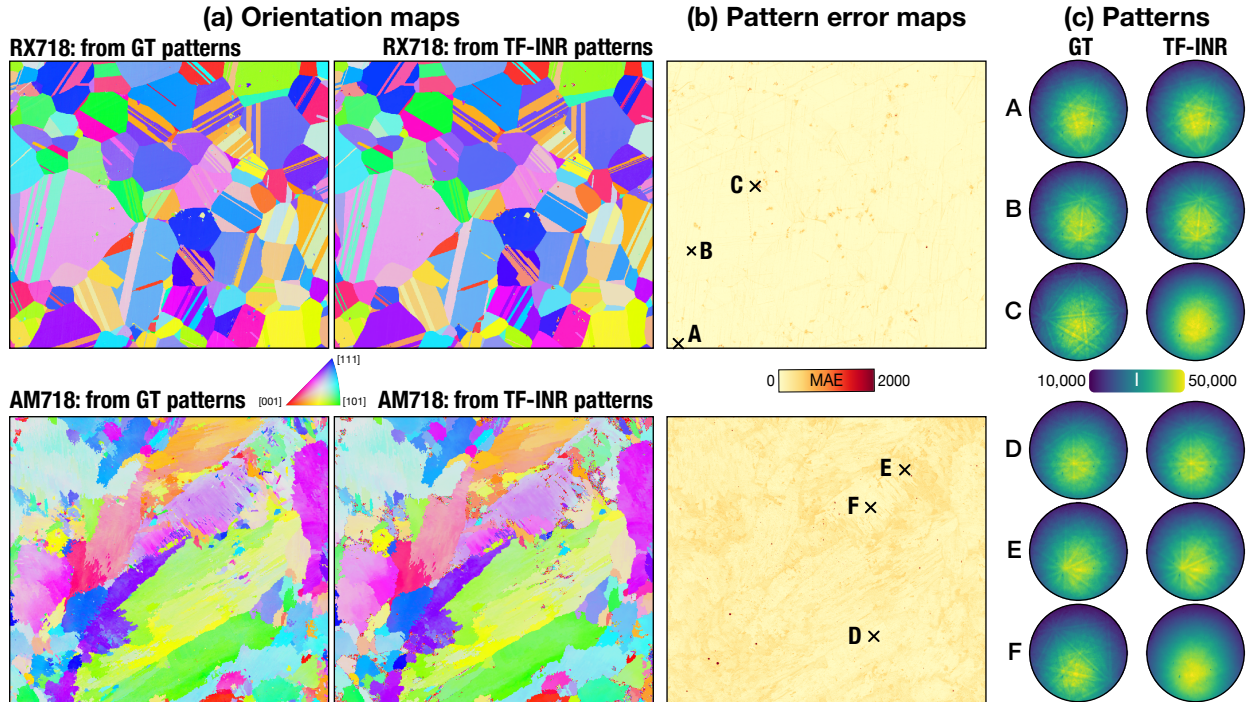 (a) Orientation maps
(b) Pattern error maps
(c) Patterns
RX718: from GT patterns
RX718: from TF-INR patterns
GT
TF-INR
A
B
C
C
B
A
[111]
[001]
[101]
0
MAE
2000
10,000
50,000
AM718: from GT patterns
AM718: from TF-INR patterns
E
F
D
D
E
F